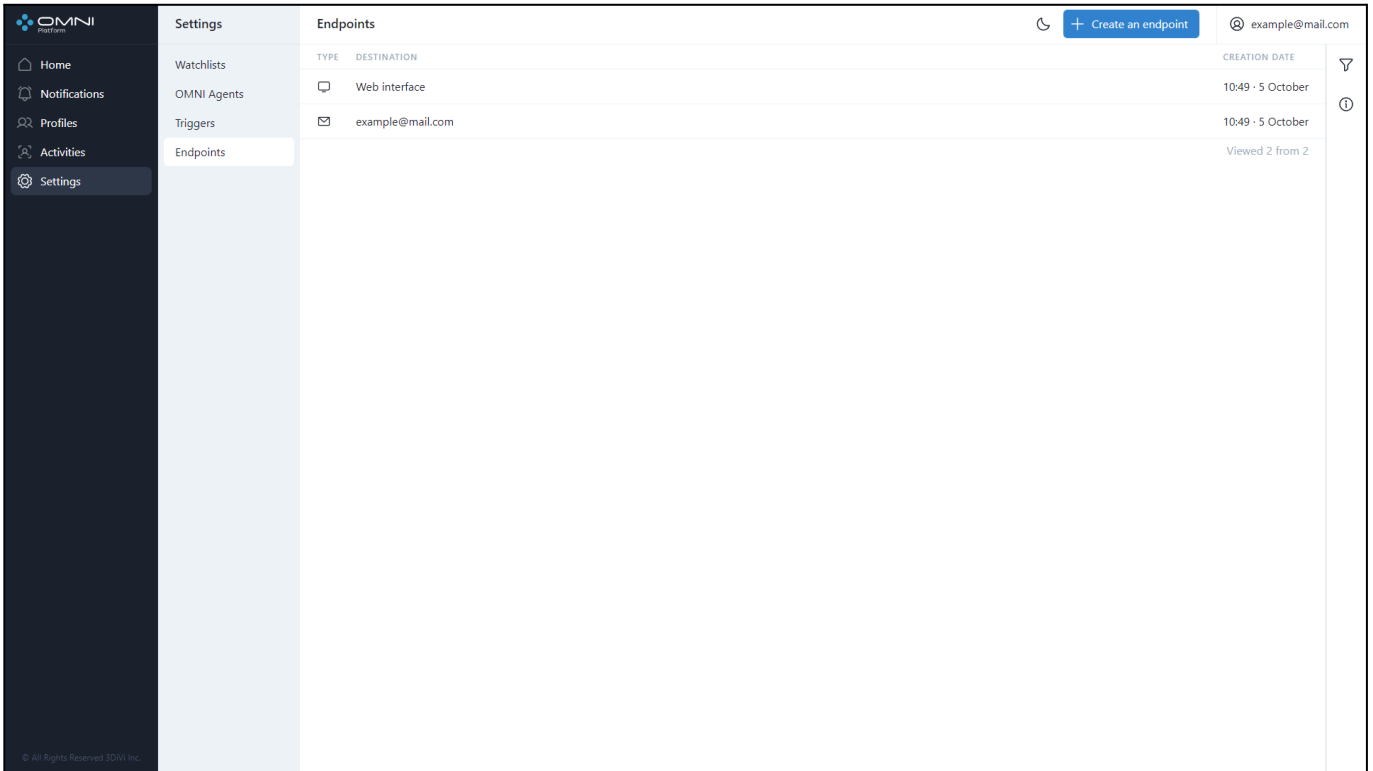 OMNI
Platform
Home
Notifications
Profiles
Activities
Settings
© All Rights Reserved 3DiVi Inc.
Settings
Watchlists
OMNI Agents
Triggers
Endpoints
Endpoints
Create an endpoint
example@mail.com
TYPE DESTINATION CREATION DATE
Web interface 10:49 · 5 October
example@mail.com 10:49 · 5 October
Viewed 2 from 2